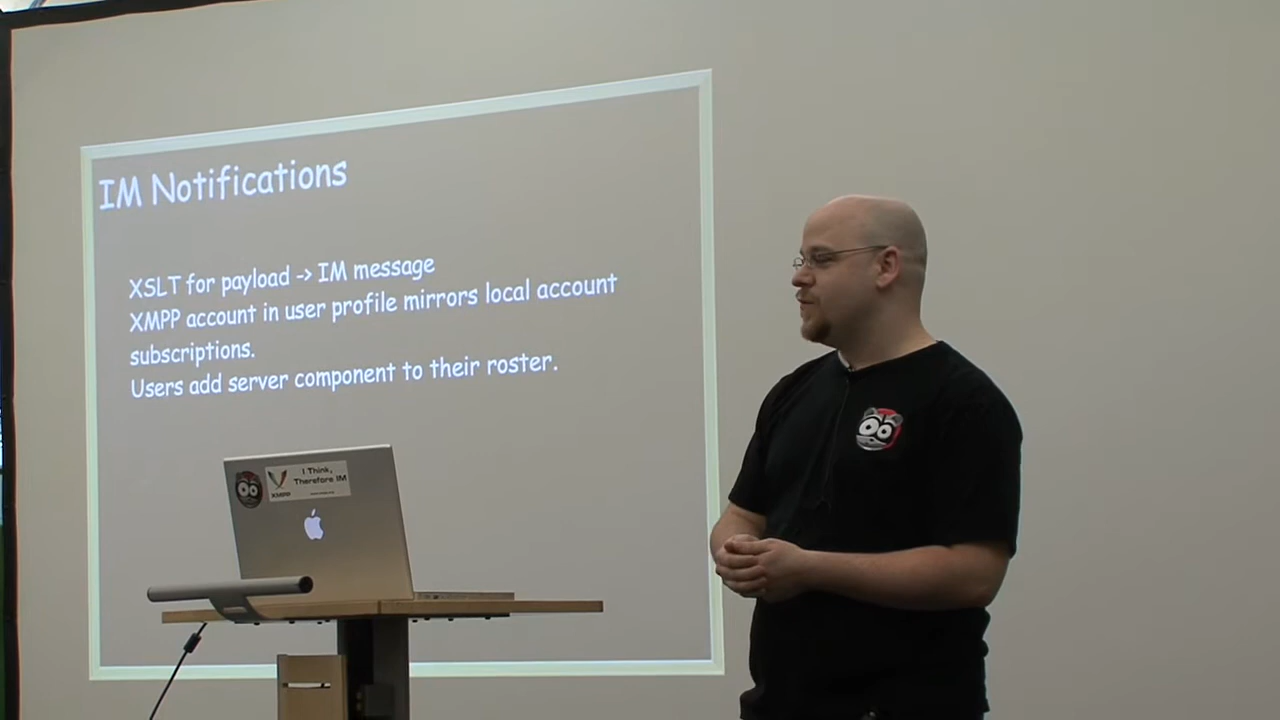 IM Notifications
XSLT for payload -> IM message
XMPP account in user profile mirrors local account
subscriptions.
Users add server component to their roster.
I Think,
Therefore IM
XMPP